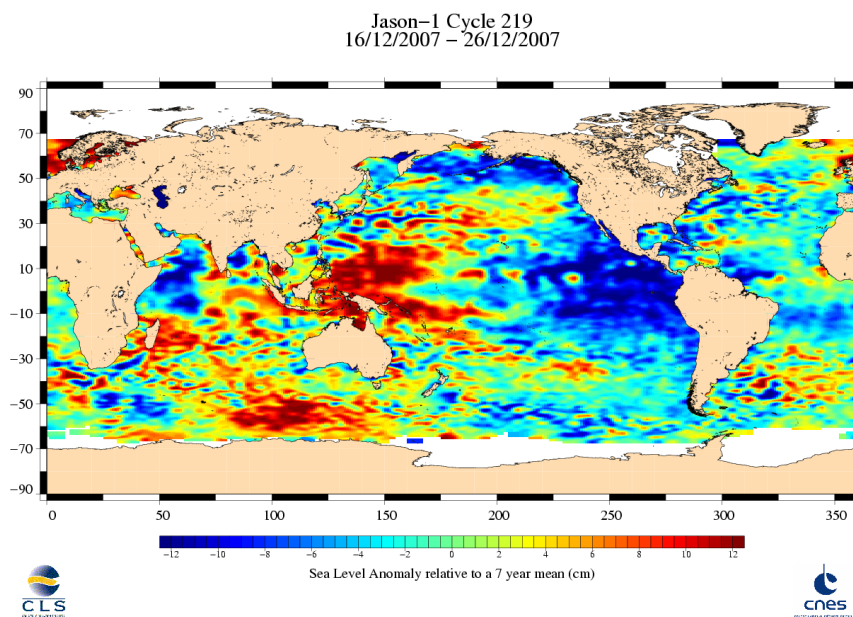 Jason−1 Cycle 219
16/12/2007 − 26/12/2007
90
70
50
30
10
−10
−30
−50
−70
−90
0 50 100 150 200 250 300 350
−12 −10 −8 −6 −4 −2 0 2 4 6 8 10 12
Sea Level Anomaly relative to a 7 year mean (cm)
CLS
cnes